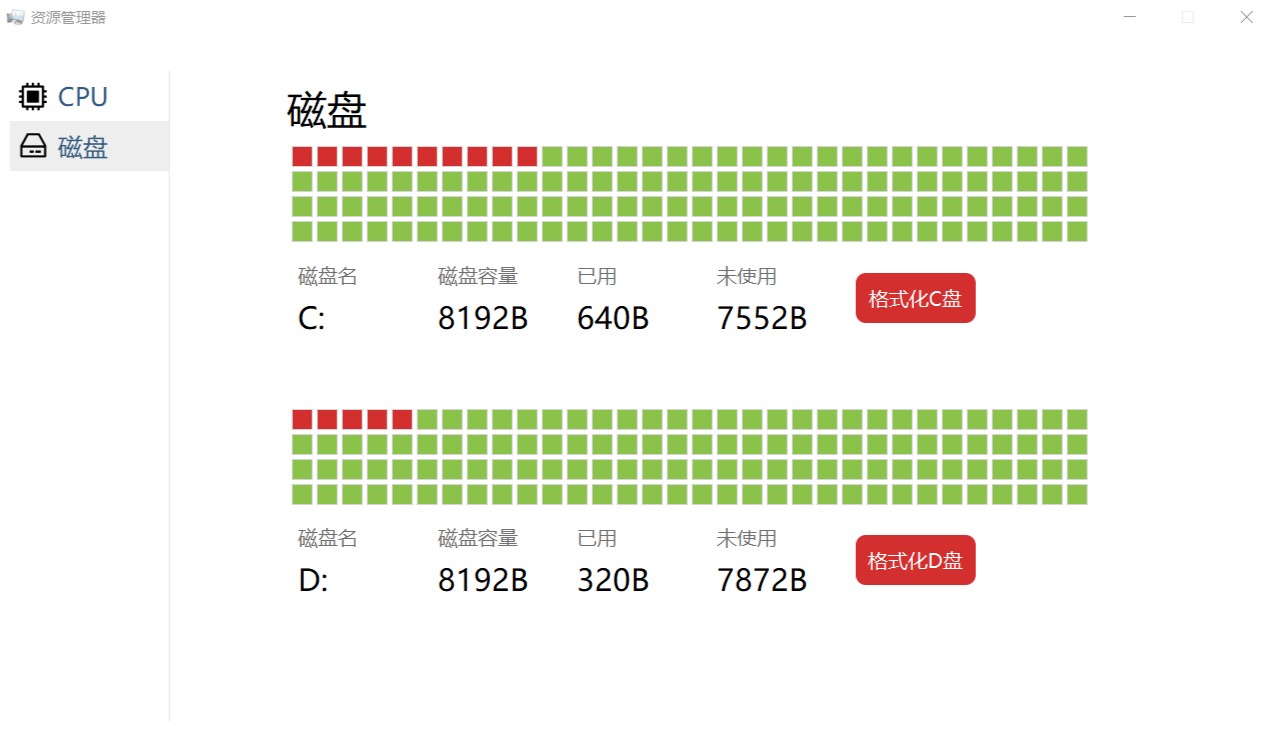 资源管理器
CPU
磁盘
磁盘
磁盘名 磁盘容量 已用 未使用
格式化C盘
C: 8192B 640B 7552B
磁盘名 磁盘容量 已用 未使用
格式化D盘
D: 8192B 320B 7872B